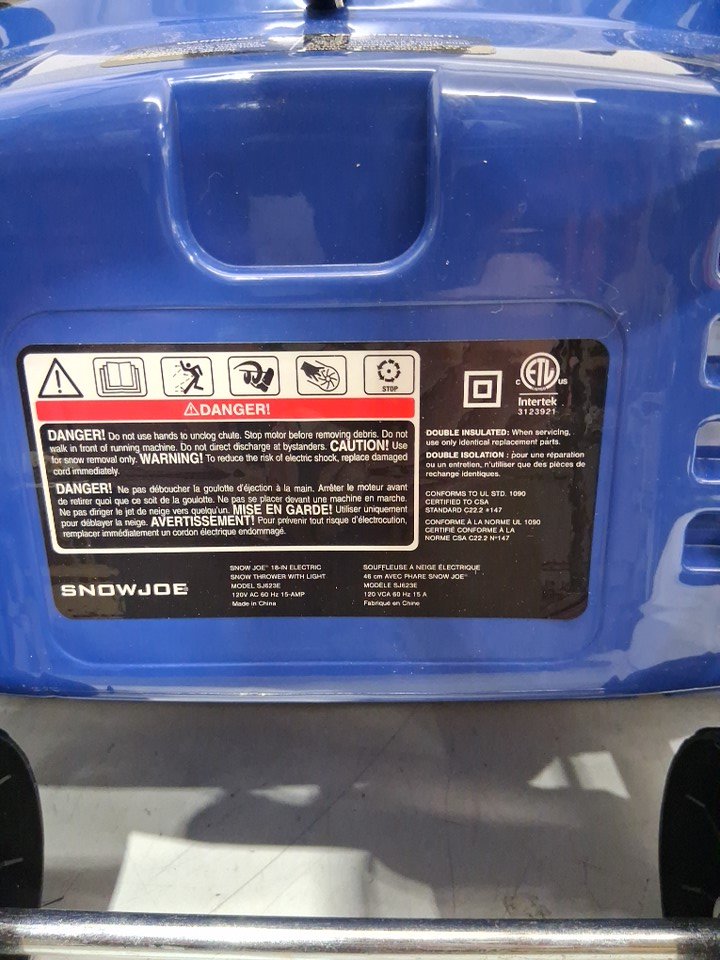 STOP
⚠DANGER!
DANGER! Do not use hands to unclog chute. Stop motor before removing debris. Do not
walk in front of running machine. Do not direct discharge at bystanders. CAUTION! Use
for snow removal only. WARNING! To reduce the risk of electric shock, replace damaged
cord immediately.
DANGER! Ne pas déboucher la goulotte d'éjection à la main. Arrêter le moteur avant
de retirer quoi que ce soit de la goulotte. Ne pas se placer devant une machine en marche.
Ne pas diriger le jet de neige vers quelqu'un. MISE EN GARDE! Utiliser uniquement
pour déblayer la neige. AVERTISSEMENT! Pour prévenir tout risque d'électrocution,
remplacer immédiatement un cordon électrique endommagé.
C ETL US
Intertek
3123921
DOUBLE INSULATED: When servicing,
use only identical replacement parts.
DOUBLE ISOLATION : pour une réparation
ou un entretien, n'utiliser que des pièces de
rechange identiques.
CONFORMS TO UL STD. 1090
CERTIFIED TO CSA
STANDARD C22.2 #147
CONFORME À LA NORME UL 1090
CERTIFIÉ CONFORME À LA
NORME CSA C22.2 N°147
SNOWJOE
SNOW JOE® 18-IN ELECTRIC
SNOW THROWER WITH LIGHT
MODEL SJ623E
120V AC 60 Hz 15-AMP
Made in China
SOUFFLEUSE À NEIGE ÉLECTRIQUE
46 cm AVEC PHARE SNOW JOE®
MODÈLE SJ623E
120 VCA 60 Hz 15 A
Fabriqué en Chine